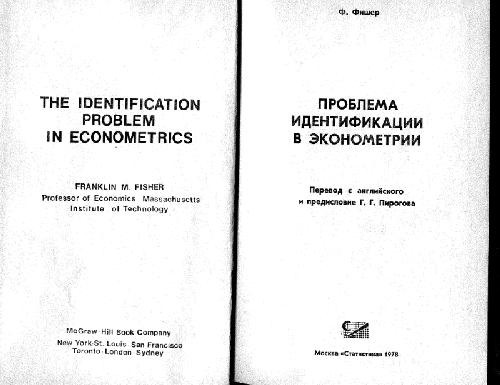 THE IDENTIFICATION
PROBLEM
IN ECONOMETRICS
FRANKLIN M. FISHER
Professor of Economics Massachusetts
Institute of Technology
McGraw-Hill Book Company
New York-St. Louis San Francisco
Toronto-London Sydney
Ф. Фишер
ПРОБЛЕМА
ИДЕНТИФИКАЦИИ
В ЭКОНОМЕТРИИ
Перевод с английского
и предисловие Г. Г. Пирогова
Москва «Статистика» 1978